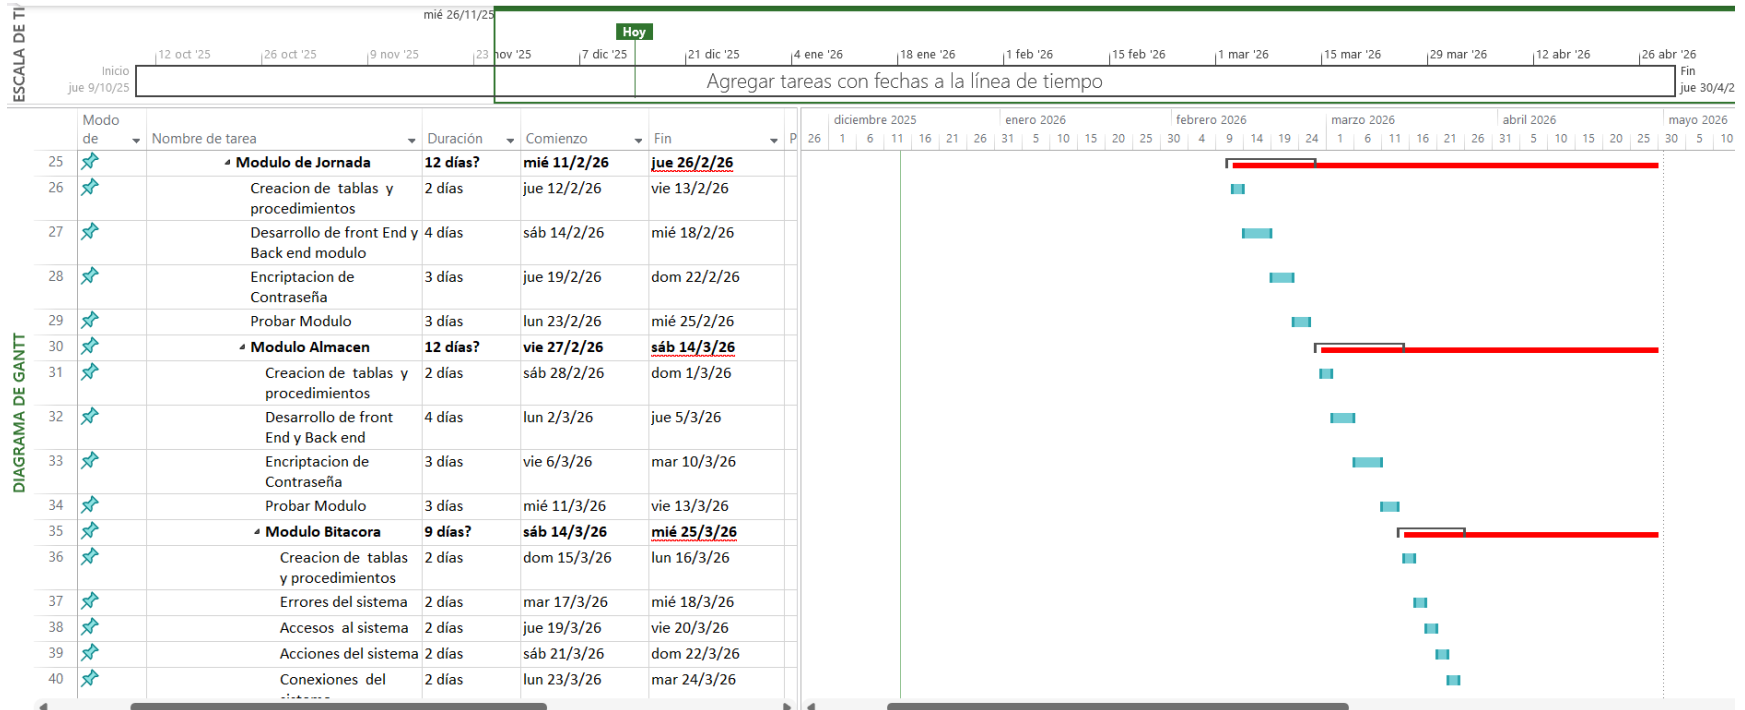 ESCALA DE TI
mié 26/11/25
Hoy
12 oct '25 26 oct '25 9 nov '25 23 nov '25 7 dic '25 21 dic '25 4 ene '26 18 ene '26 1 feb '26 15 feb '26 1 mar '26 15 mar '26 29 mar '26 12 abr '26 26 abr '26
Inicio
jue 9/10/25
Agregar tareas con fechas a la línea de tiempo
Fin
jue 30/4/2
DIAGRAMA DE GANTT
Modo
de Nombre de tarea Duración Comienzo Fin P
diciembre 2025 enero 2026 febrero 2026 marzo 2026 abril 2026 mayo 2026
26 1 6 11 16 21 26 31 5 10 15 20 25 30 4 9 14 19 24 1 6 11 16 21 26 31 5 10 15 20 25 30 5 10
25 Modulo de Jornada 12 días? mié 11/2/26 jue 26/2/26
26 Creacion de tablas y 2 días jue 12/2/26 vie 13/2/26
procedimientos
27 Desarrollo de front End y 4 días sáb 14/2/26 mié 18/2/26
Back end modulo
28 Encriptacion de 3 días jue 19/2/26 dom 22/2/26
Contraseña
29 Probar Modulo 3 días lun 23/2/26 mié 25/2/26
30 Modulo Almacen 12 días? vie 27/2/26 sáb 14/3/26
31 Creacion de tablas y 2 días sáb 28/2/26 dom 1/3/26
procedimientos
32 Desarrollo de front 4 días lun 2/3/26 jue 5/3/26
End y Back end
33 Encriptacion de 3 días vie 6/3/26 mar 10/3/26
Contraseña
34 Probar Modulo 3 días mié 11/3/26 vie 13/3/26
35 Modulo Bitacora 9 días? sáb 14/3/26 mié 25/3/26
36 Creacion de tablas 2 días dom 15/3/26 lun 16/3/26
y procedimientos
37 Errores del sistema 2 días mar 17/3/26 mié 18/3/26
38 Accesos al sistema 2 días jue 19/3/26 vie 20/3/26
39 Acciones del sistema 2 días sáb 21/3/26 dom 22/3/26
40 Conexiones del 2 días lun 23/3/26 mar 24/3/26